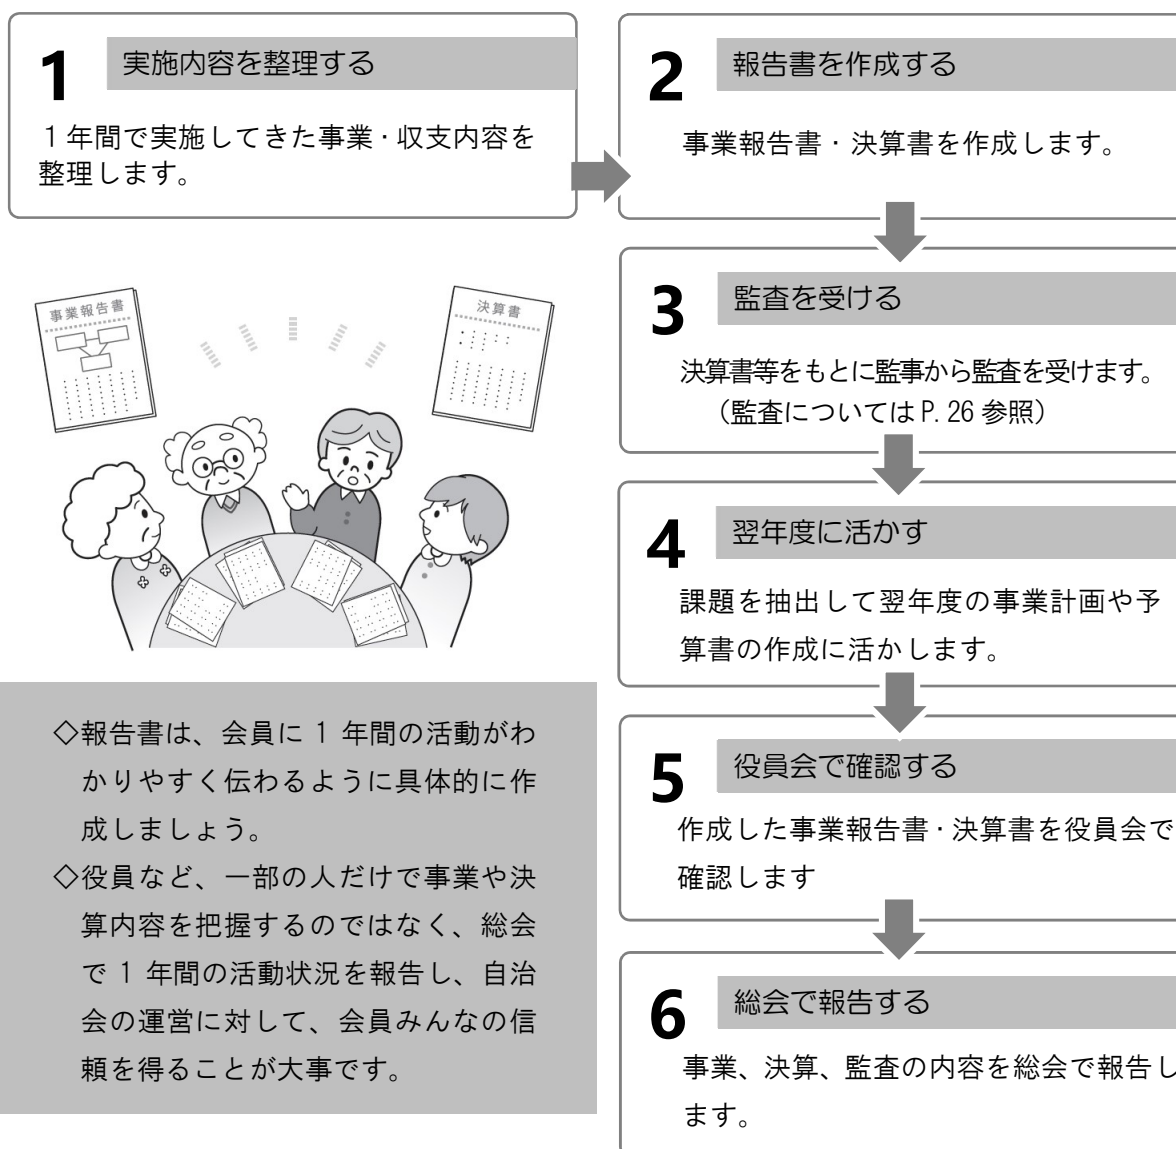 1
実施内容を整理する
1年間で実施してきた事業・収支内容を
整理します。
2
報告書を作成する
事業報告書・決算書を作成します。
3
監査を受ける
決算書等をもとに監事から監査を受けます。
（監査についてはP.26参照）
4
翌年度に活かす
課題を抽出して翌年度の事業計画や予
算書の作成に活かします。
5
役員会で確認する
作成した事業報告書・決算書を役員会で
確認します
6
総会で報告する
事業、決算、監査の内容を総会で報告し
ます。
事業報告書
決算書
◇報告書は、会員に1年間の活動がわ
かりやすく伝わるように具体的に作
成しましょう。
◇役員など、一部の人だけで事業や決
算内容を把握するのではなく、総会
で1年間の活動状況を報告し、自治
会の運営に対して、会員みんなの信
頼を得ることが大事です。